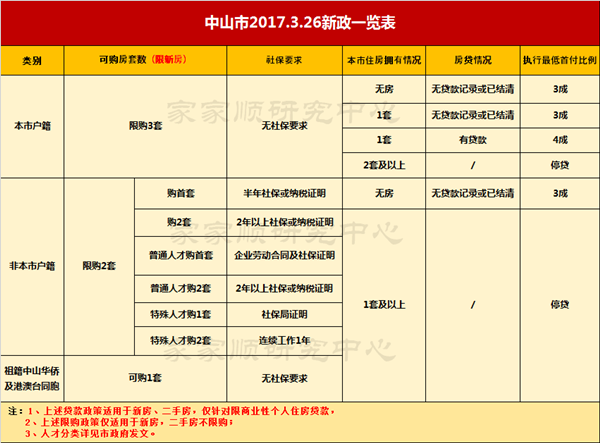 中山市2017.3.26新政一览表
类别 可购房套数（限新房） 社保要求 本市住房拥有情况 房贷情况 执行最低首付比例
本市户籍 限购3套 无社保要求 无房 无贷款记录或已结清 3成
1套 无贷款记录或已结清 3成
1套 有贷款 4成
2套及以上 / 停贷
非本市户籍 限购2套 购首套 半年社保或纳税证明 无房 无贷款记录或已结清 3成
购2套 2年以上社保或纳税证明 1套及以上 / 停贷
普通人才购首套 企业劳动合同及社保证明
普通人才购2套 2年以上社保或纳税证明
特殊人才购1套 社保局证明
特殊人才购2套 连续工作1年
祖籍中山华侨
及港澳台同胞 可购1套 无社保要求
注：1、上述贷款政策适用于新房、二手房，仅针对限商业性个人住房贷款，
2、上述限购政策仅适用于新房，二手房不限购；
3、人才分类详见市政府发文。
家家顺研究中心
家家顺研究中心
家家顺研究中心